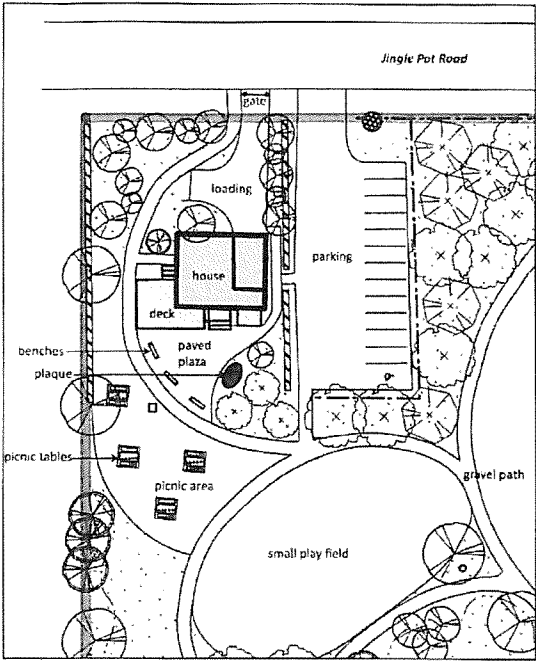 Jingle Pot Road
gate
loading
parking
house
deck
benches
paved
plaza
plaque
picnic tables
picnic area
gravel path
small play field